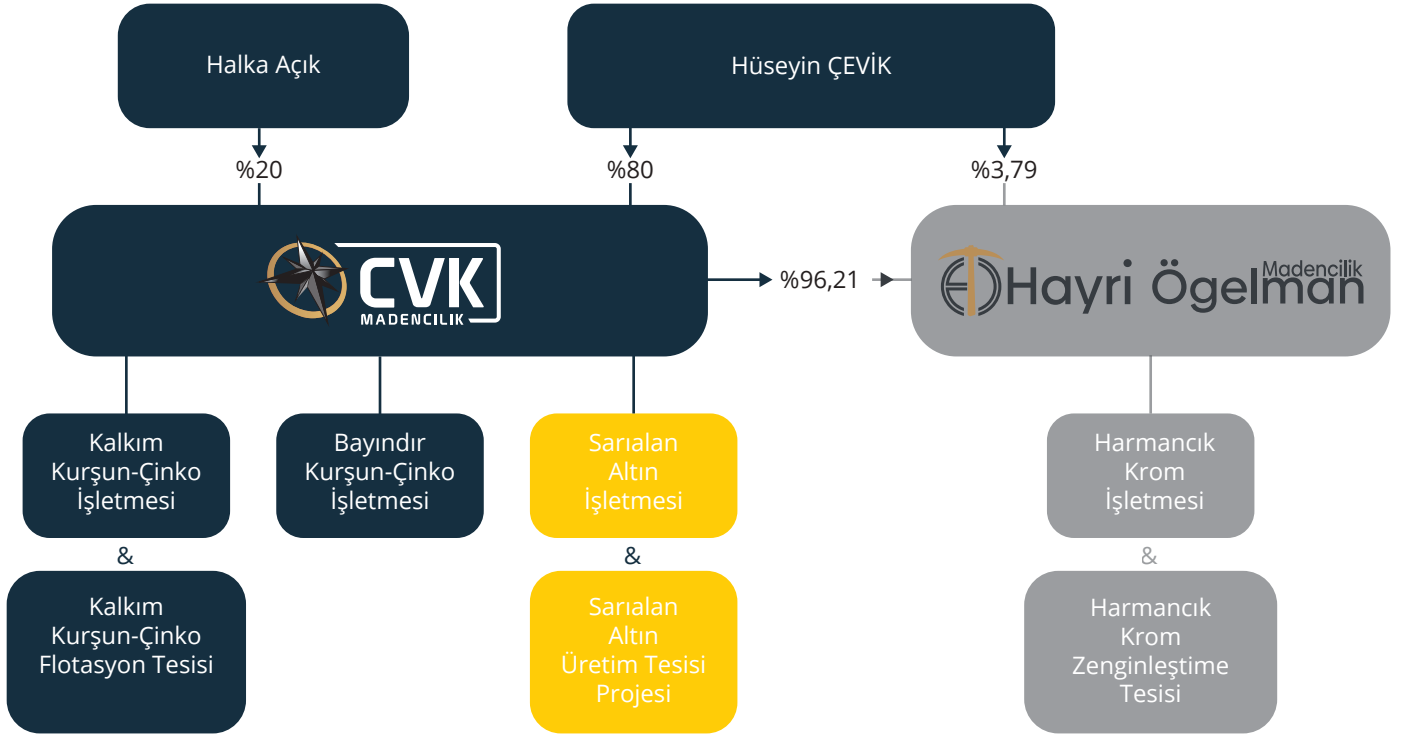 Halka Açık
Hüseyin ÇEVİK
%20
%80
%3,79
CVK
MADENCILIK
%96,21
Hayri Ögelman
Madencilik
Kalkım
Kurşun-Çinko
İşletmesi
Bayındır
Kurşun-Çinko
İşletmesi
Sarıalan
Altın
İşletmesi
Harmancık
Krom
İşletmesi
&
&
&
Kalkım
Kurşun-Çinko
Flotasyon Tesisi
Sarıalan
Altın
Üretim Tesisi
Projesi
Harmancık
Krom
Zenginleştime
Tesisi